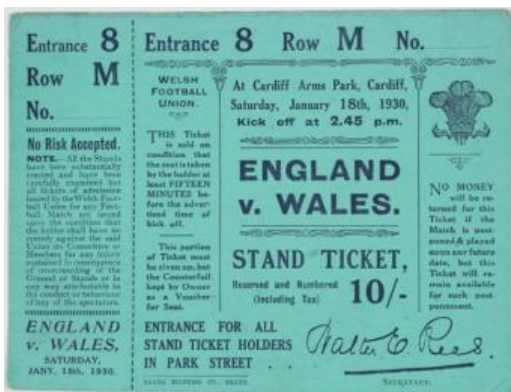 Entrance 8
Row M
No.
No Risk Accepted.
NOTE.—All the Stands
have been substantially
erected and have been
carefully examined but
all tickets of admission
issued by the Welsh Foot-
ball Union for any Foot-
ball Match are issued
upon the condition that
the holder shall have no
remedy against the said
Union its Committee or
Members for any injury
sustained in consequence
of overcrowding of the
Ground or Stands or in
any way attributable to
the conduct or behaviour
of any of the spectators.
ENGLAND
v. WALES,
SATURDAY,
JANY. 18th, 1930.
Entrance 8 Row M No.
WELSH
FOOTBALL
UNION.
THIS Ticket
is sold on
condition that
the seat is taken
by the holder at
least FIFTEEN
MINUTES be-
fore the adver-
tised time of
kick off.
This portion
of Ticket must
be given up, but
the Counterfoil
kept by Owner
as a Voucher
for Seat.
At Cardiff Arms Park, Cardiff,
Saturday, January 18th, 1930,
Kick off at 2.45 p.m.
ENGLAND
v. WALES.
STAND TICKET,
Reserved and Numbered
(Including Tax) 10/-
NO MONEY
will be re-
turned for this
Ticket if the
Match is post-
poned & played
upon any future
date, but this
Ticket will re-
main available
for such post-
ponement.
ENTRANCE FOR ALL
STAND TICKET HOLDERS
IN PARK STREET . .
Walter E. Rees.
SECRETARY.